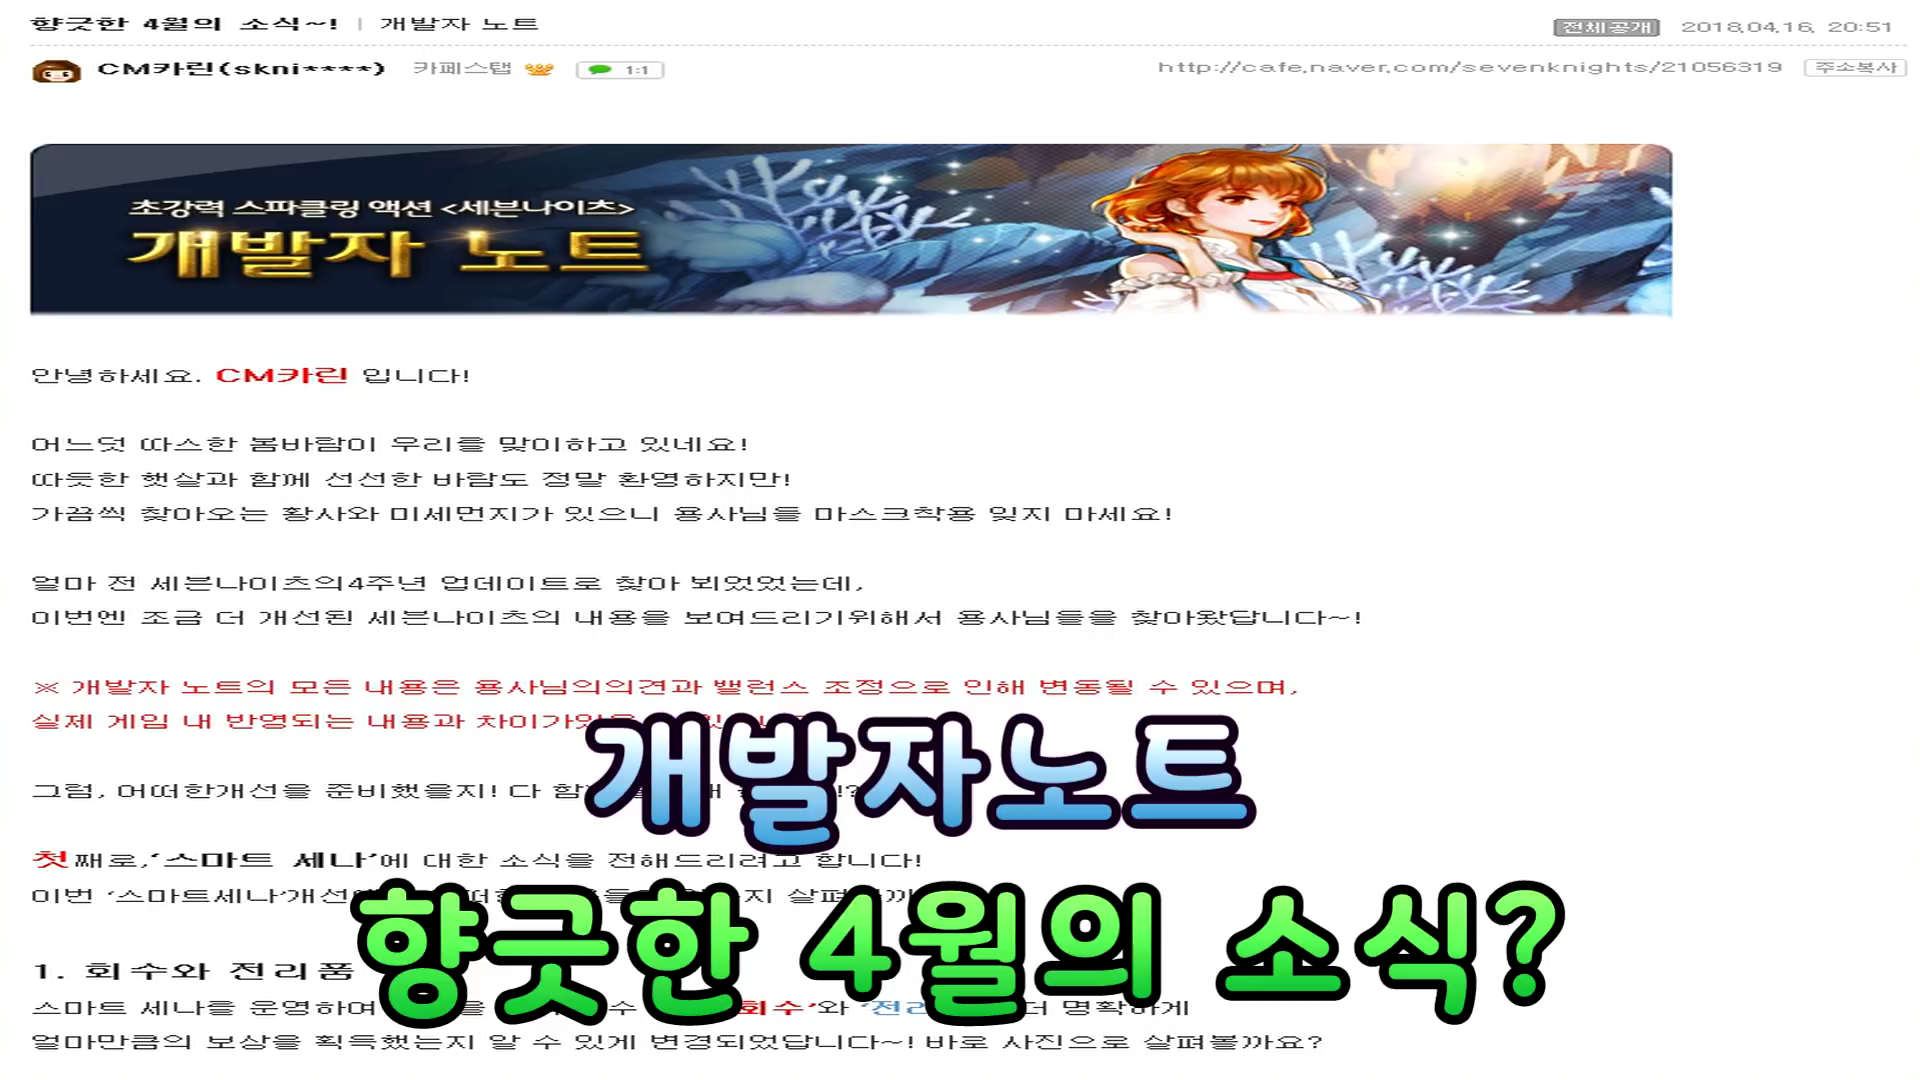 향긋한 4월의 소식~! | 개발자 노트
전체공개 2018.04.16. 20:51
CM카린(skni****) 카페스탭 1:1
http://cafe.naver.com/sevenknights/21056319 주소복사
초강력 스파클링 액션 <세븐나이츠>
개발자 노트
안녕하세요. CM카린 입니다!
어느덧 따스한 봄바람이 우리를 맞이하고 있네요!
따듯한 햇살과 함께 선선한 바람도 정말 환영하지만!
가끔씩 찾아오는 황사와 미세먼지가 있으니 용사님들 마스크착용 잊지 마세요!
얼마 전 세븐나이츠의4주년 업데이트로 찾아 뵈었었는데,
이번엔 조금 더 개선된 세븐나이츠의 내용을 보여드리기위해서 용사님들을 찾아왔답니다~!
※ 개발자 노트의 모든 내용은 용사님의의견과 밸런스 조정으로 인해 변동될 수 있으며,
실제 게임 내 반영되는 내용과
그럼, 어떠한개선을 준비했을지! 다
개발자노트
첫째로,‘스마트 세나’에 대한 소식을 전해드리려고 합니다!
이번 ‘스마트세나’
향긋한 4월의 소식?
1. 회수와 전리품
스마트 세나를 운영하여 회수’와 더 명확하게
얼마만큼의 보상을 획득했는지 알 수 있게 변경되었답니다~! 바로 사진으로 살펴볼까요?